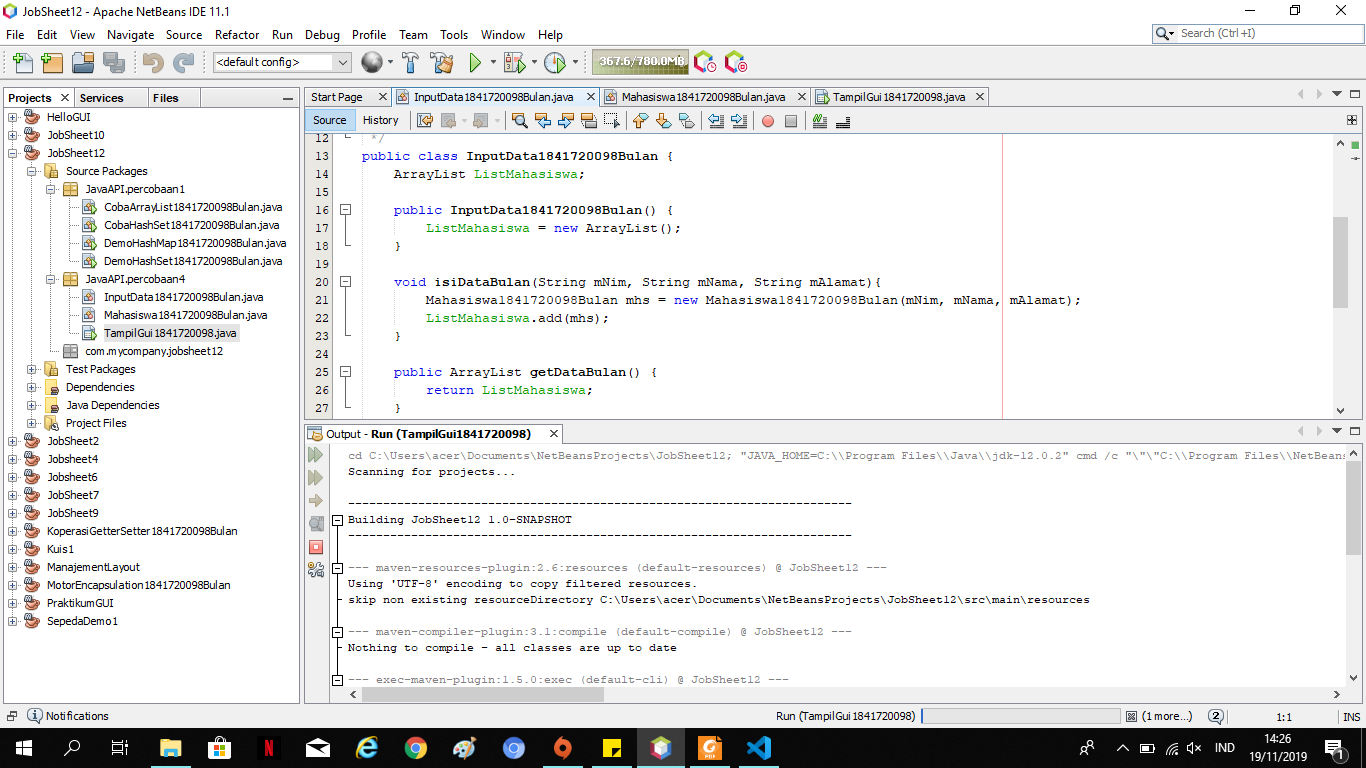 JobSheet12 - Apache NetBeans IDE 11.1
File Edit View Navigate Source Refactor Run Debug Profile Team Tools Window Help
Search (Ctrl+I)
<default config>
367.6/780.0MB
Projects Services Files
HelloGUI
JobSheet10
JobSheet12
Source Packages
JavaAPI.percobaan1
CobaArrayList1841720098Bulan.java
CobaHashSet1841720098Bulan.java
DemoHashMap1841720098Bulan.java
DemoHashSet1841720098Bulan.java
JavaAPI.percobaan4
InputData1841720098Bulan.java
Mahasiswa1841720098Bulan.java
TampilGui1841720098.java
com.mycompany.jobsheet12
Test Packages
Dependencies
Java Dependencies
Project Files
JobSheet2
Jobsheet4
Jobsheet6
JobSheet7
JobSheet9
KoperasiGetterSetter1841720098Bulan
Kuis1
ManajementLayout
MotorEncapsulation1841720098Bulan
PraktikumGUI
SepedaDemo1
Start Page InputData1841720098Bulan.java Mahasiswa1841720098Bulan.java TampilGui1841720098.java
Source History
12 */
13 public class InputData1841720098Bulan {
14 ArrayList ListMahasiswa;
15
16 public InputData1841720098Bulan() {
17 ListMahasiswa = new ArrayList();
18 }
19
20 void isiDataBulan(String mNim, String mNama, String mAlamat){
21 Mahasiswa1841720098Bulan mhs = new Mahasiswa1841720098Bulan(mNim, mNama, mAlamat);
22 ListMahasiswa.add(mhs);
23 }
24
25 public ArrayList getDataBulan() {
26 return ListMahasiswa;
27 }
Output - Run (TampilGui1841720098)
cd C:\Users\acer\Documents\NetBeansProjects\JobSheet12; "JAVA_HOME=C:\\Program Files\\Java\\jdk-12.0.2" cmd /c "\"\"C:\\Program Files\\NetBeans
Scanning for projects...
------------------------------------------------------------------------
Building JobSheet12 1.0-SNAPSHOT
------------------------------------------------------------------------
--- maven-resources-plugin:2.6:resources (default-resources) @ JobSheet12 ---
Using 'UTF-8' encoding to copy filtered resources.
skip non existing resourceDirectory C:\Users\acer\Documents\NetBeansProjects\JobSheet12\src\main\resources
--- maven-compiler-plugin:3.1:compile (default-compile) @ JobSheet12 ---
Nothing to compile - all classes are up to date
--- exec-maven-plugin:1.5.0:exec (default-cli) @ JobSheet12 ---
Notifications
Run (TampilGui1841720098) (1 more...) 2 1:1 INS
IND
14:26
19/11/2019
1